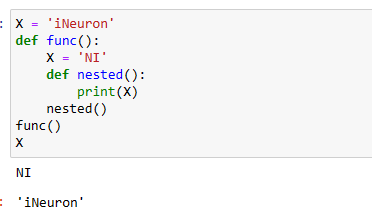 : X = 'iNeuron'
def func():
    X = 'NI'
    def nested():
        print(X)
    nested()
func()
X
NI
: 'iNeuron'